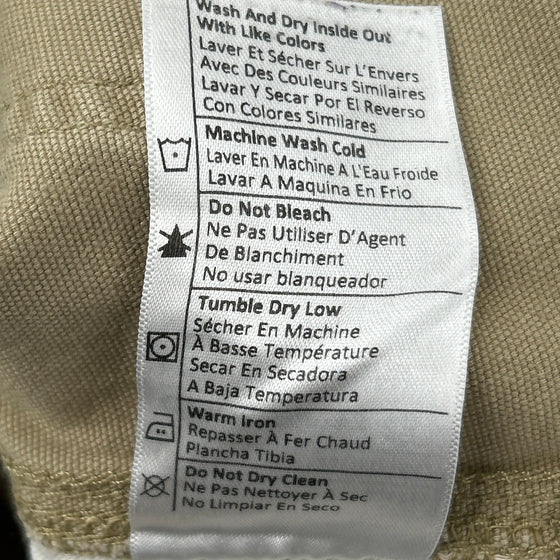 Wash And Dry Inside Out
With Like Colors
Laver Et Sécher Sur L'Envers
Avec Des Couleurs Similaires
Lavar Y Secar Por El Reverso
Con Colores Similares
Machine Wash Cold
Laver En Machine A L'Eau Froide
Lavar A Maquina En Frio
Do Not Bleach
Ne Pas Utiliser D'Agent
De Blanchiment
No usar blanqueador
Tumble Dry Low
Sécher En Machine
À Basse Température
Secar En Secadora
A Baja Temperatura
Warm Iron
Repasser À Fer Chaud
Plancha Tibia
Do Not Dry Clean
Ne Pas Nettoyer À Sec
No Limpiar En Seco